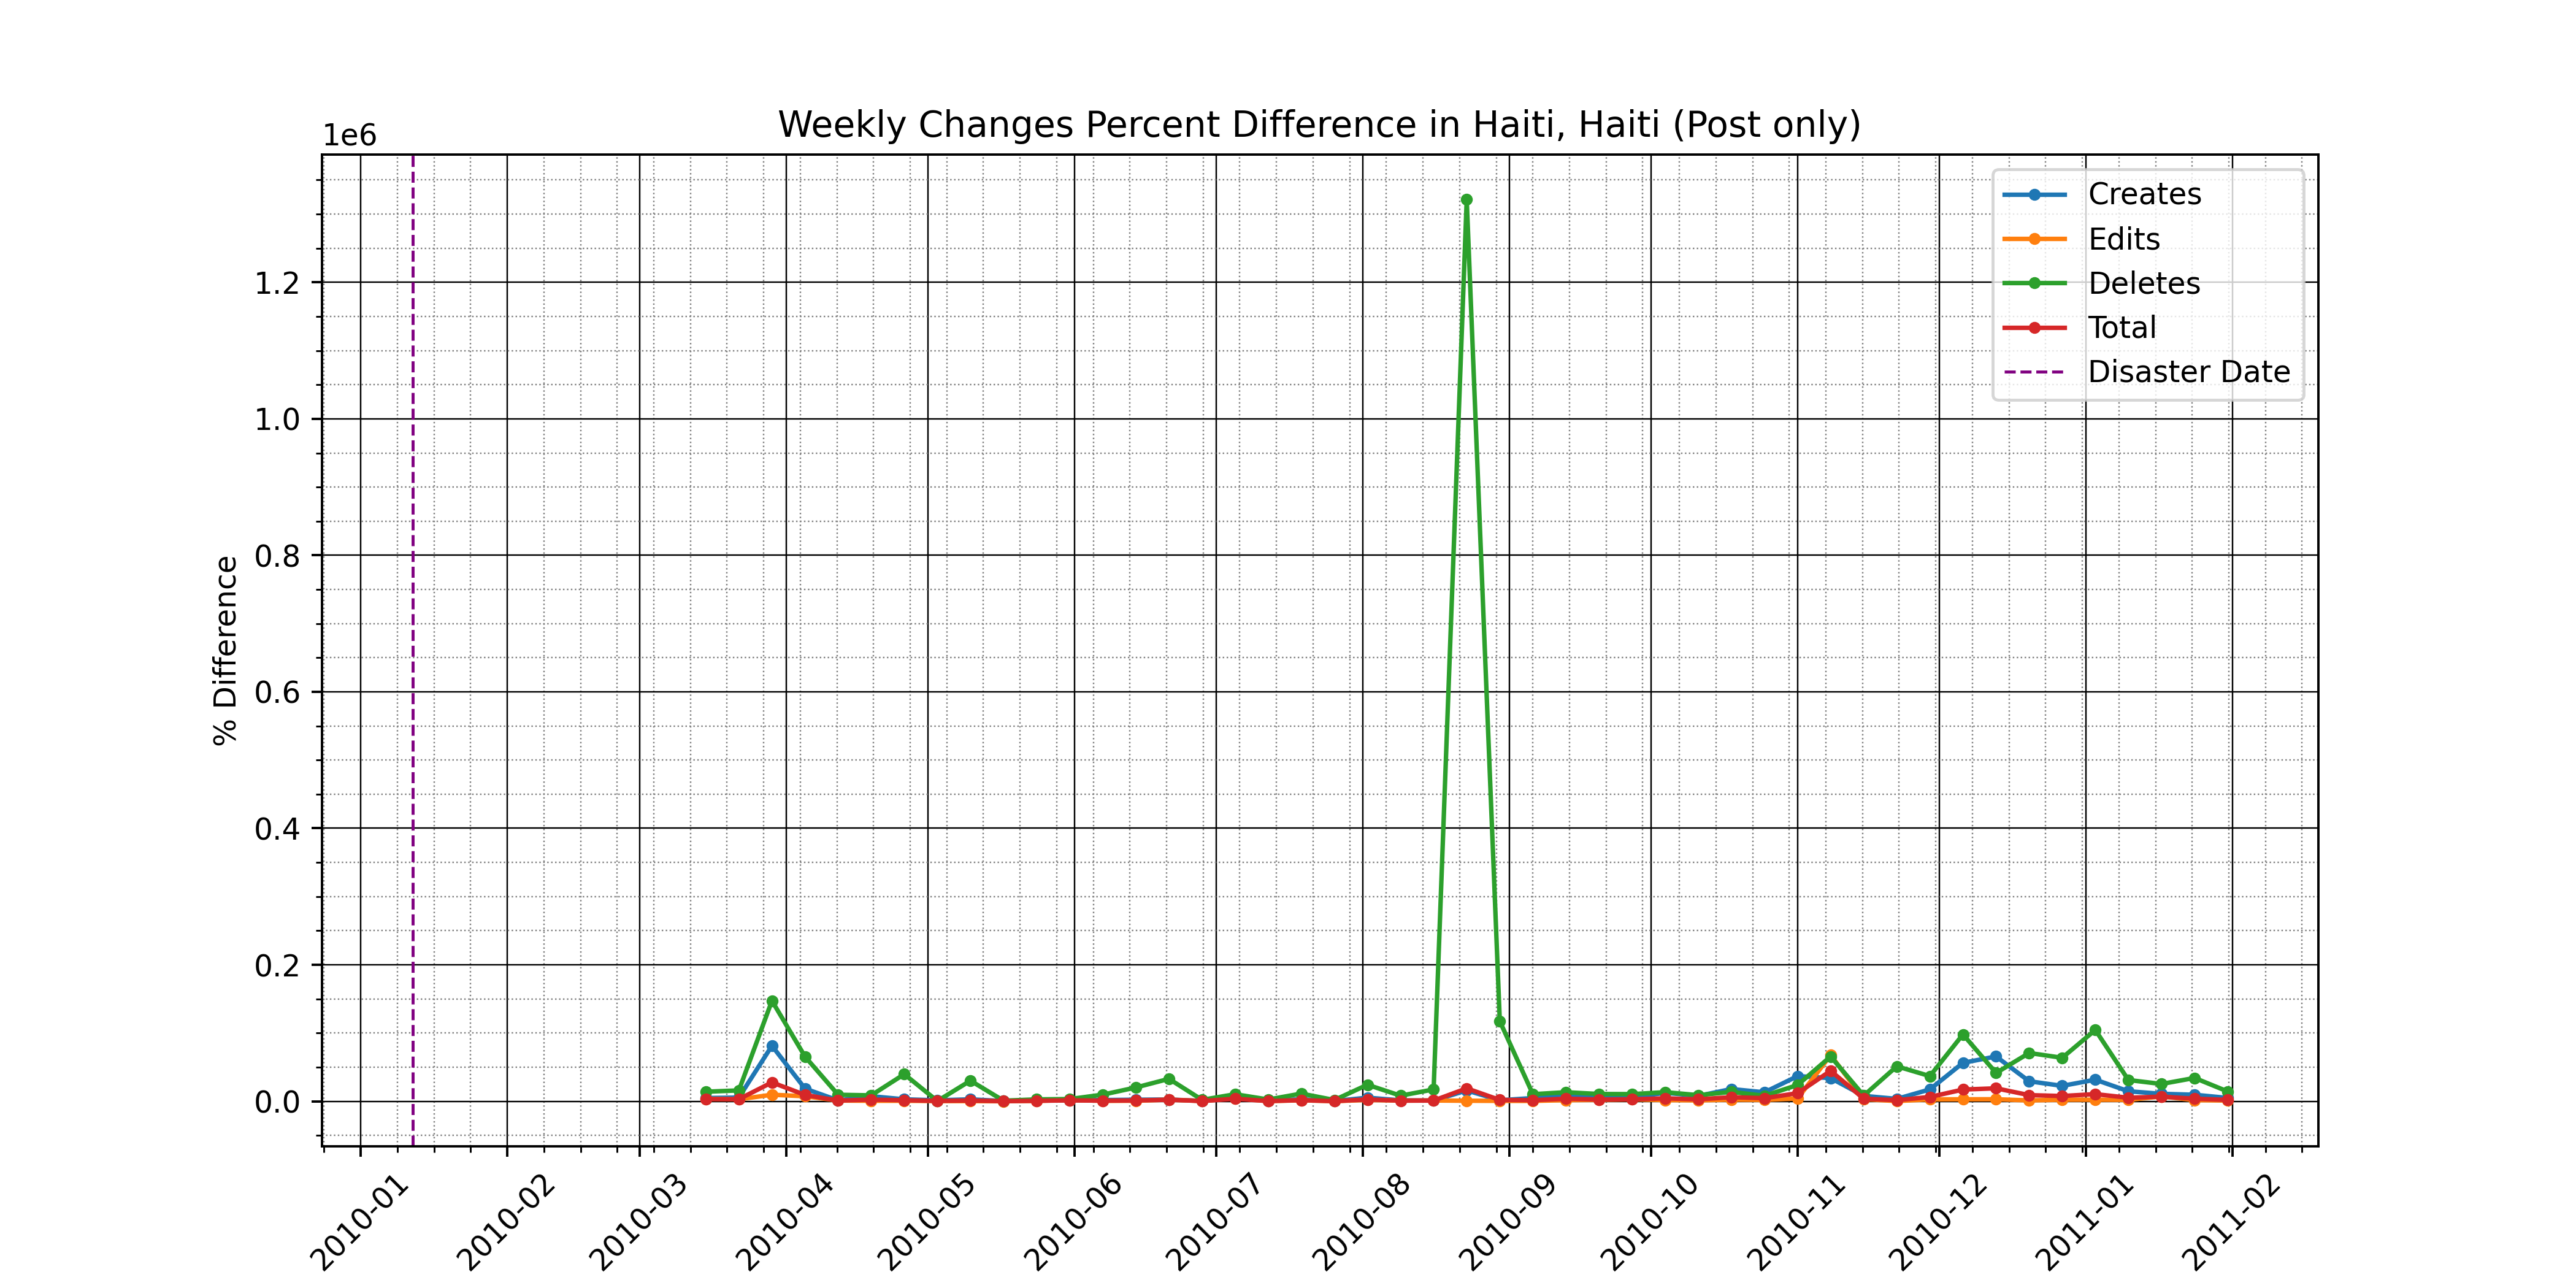 Weekly Changes Percent Difference in Haiti, Haiti (Post only)
1e6
Creates
Edits
Deletes
Total
Disaster Date
% Difference
1.2
1.0
0.8
0.6
0.4
0.2
0.0
2010-01
2010-02
2010-03
2010-04
2010-05
2010-06
2010-07
2010-08
2010-09
2010-10
2010-11
2010-12
2011-01
2011-02